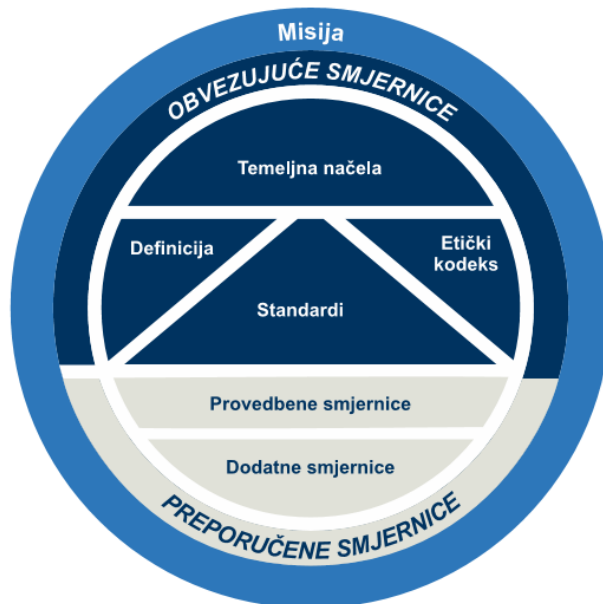 Misija
OBVEZUJUĆE SMJERNICE
Temeljna načela
Definicija
Etički
kodeks
Standardi
Provedbene smjernice
Dodatne smjernice
PREPORUČENE SMJERNICE